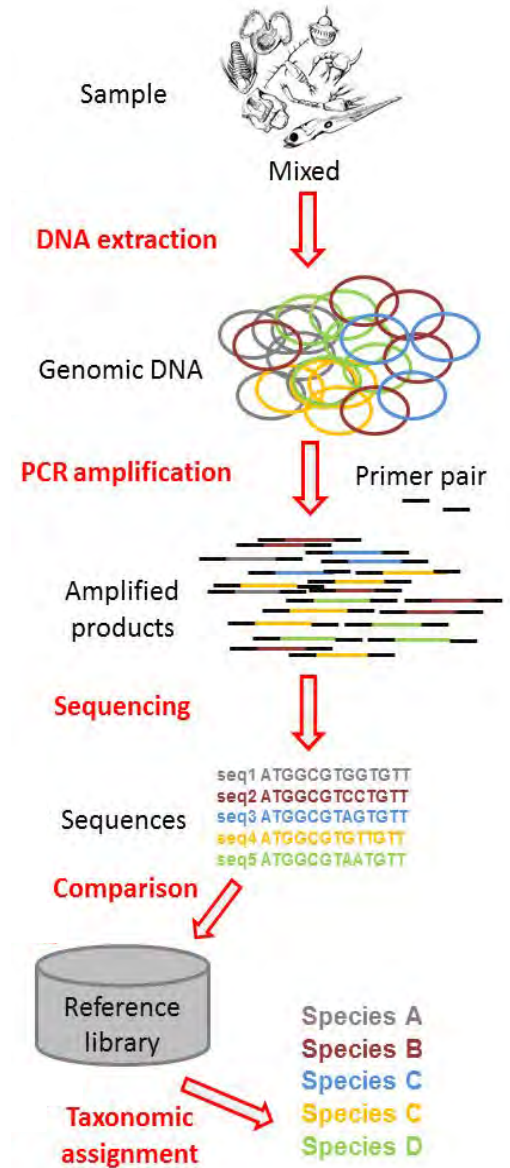 Sample
Mixed
DNA extraction
Genomic DNA
PCR amplification
Primer pair
Amplified
products
Sequencing
seq1 ATGGCGTGGTGTT
seq2 ATGGCGTCCTGTT
seq3 ATGGCGTAGTGTT
seq4 ATGGCGTGTTGTT
seq5 ATGGCGTAATGTT
Sequences
Comparison
Reference
library
Species A
Species B
Species C
Species C
Species D
Taxonomic
assignment